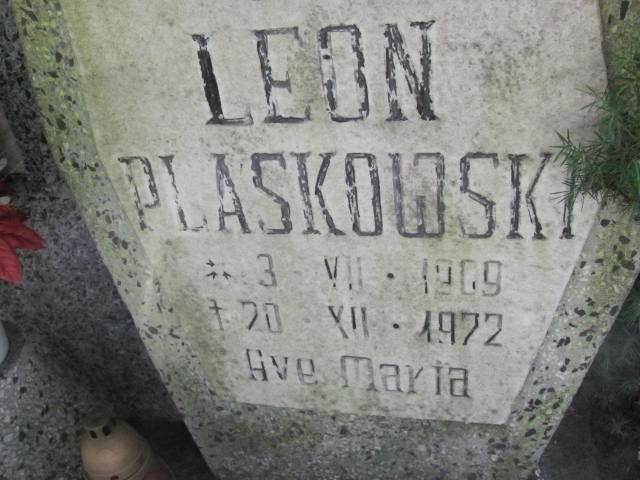 LEON
PLASKOWSKI
* 3 VII · 1909
† 20 XII · 1972
Ave Maria